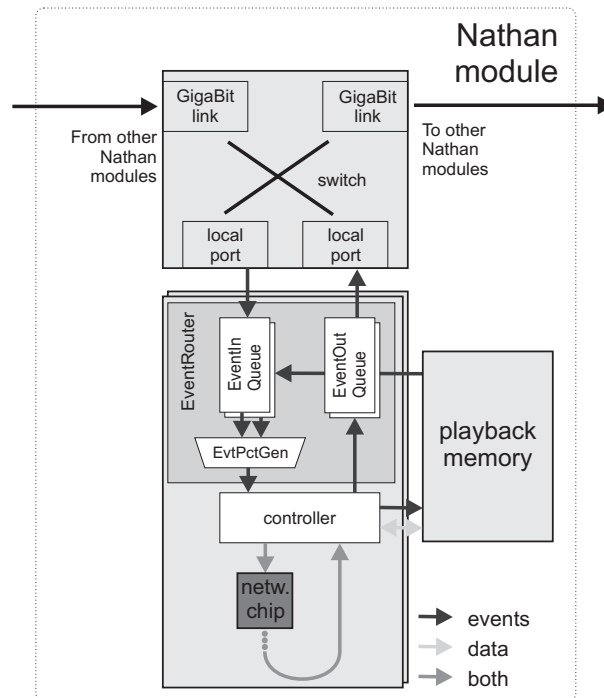 Nathan
module
GigaBit
link
GigaBit
link
From other
Nathan
modules
To other
Nathan
modules
switch
local
port
local
port
EventRouter
EventIn
Queue
EventOut
Queue
EvtPctGen
playback
memory
controller
netw.
chip
events
data
both